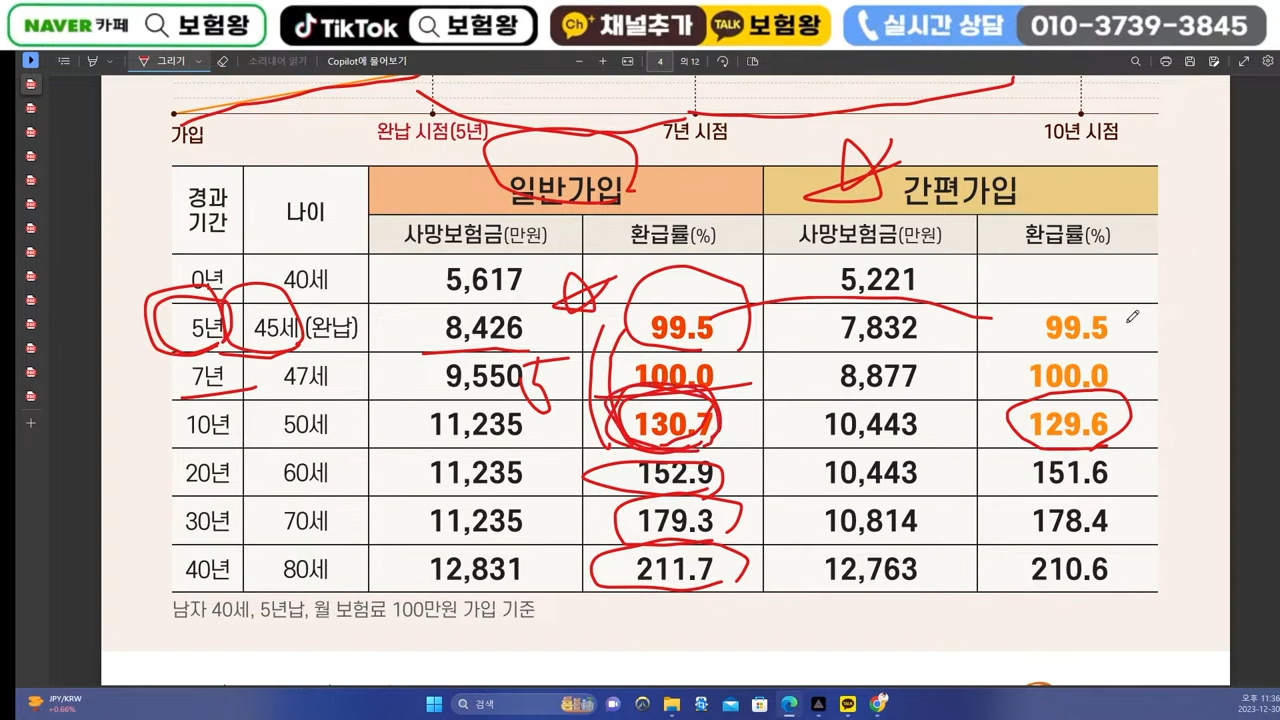 NAVER 카페 보험왕 TikTok 보험왕 Ch+ 채널추가 TALK 보험왕 실시간 상담 010-3739-3845
그리기 소리내어 읽기 Copilot에 물어보기 4 의 12
가입 완납 시점(5년) 7년 시점 10년 시점
경과 기간 나이 일반가입 간편가입
사망보험금(만원) 환급률(%) 사망보험금(만원) 환급률(%)
0년 40세 5,617 5,221
5년 45세 (완납) 8,426 99.5 7,832 99.5
7년 47세 9,550 100.0 8,877 100.0
5
10년 50세 11,235 130.7 10,443 129.6
20년 60세 11,235 152.9 10,443 151.6
30년 70세 11,235 179.3 10,814 178.4
40년 80세 12,831 211.7 12,763 210.6
남자 40세, 5년납, 월 보험료 100만원 가입 기준
JPY/KRW
+0.66%
검색
오후 11:36
2023-12-30